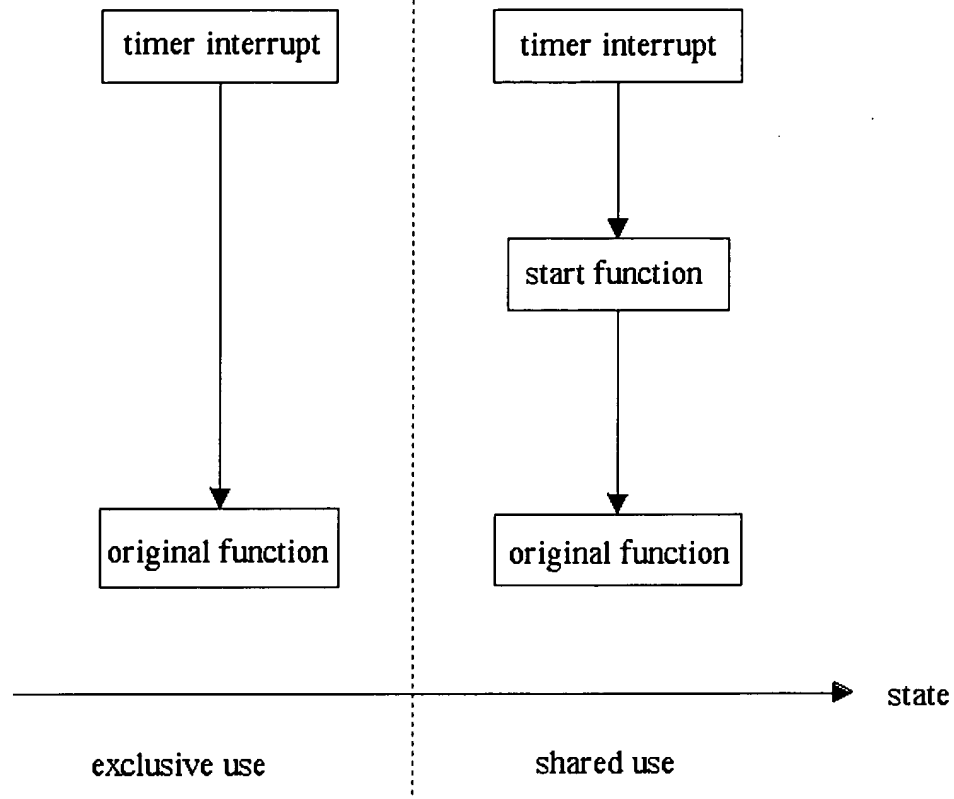 timer interrupt
timer interrupt
start function
original function
original function
state
exclusive use
shared use